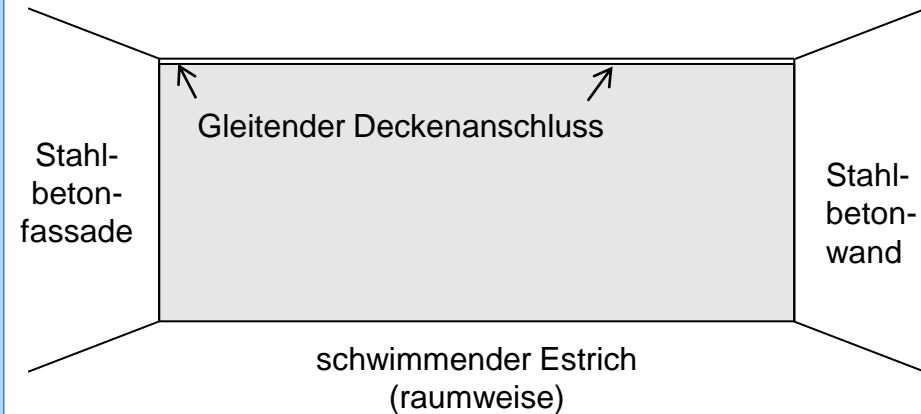 Gleitender Deckenanschluss
Stahl-
beton-
fassade
Stahl-
beton-
wand
schwimmender Estrich
(raumweise)